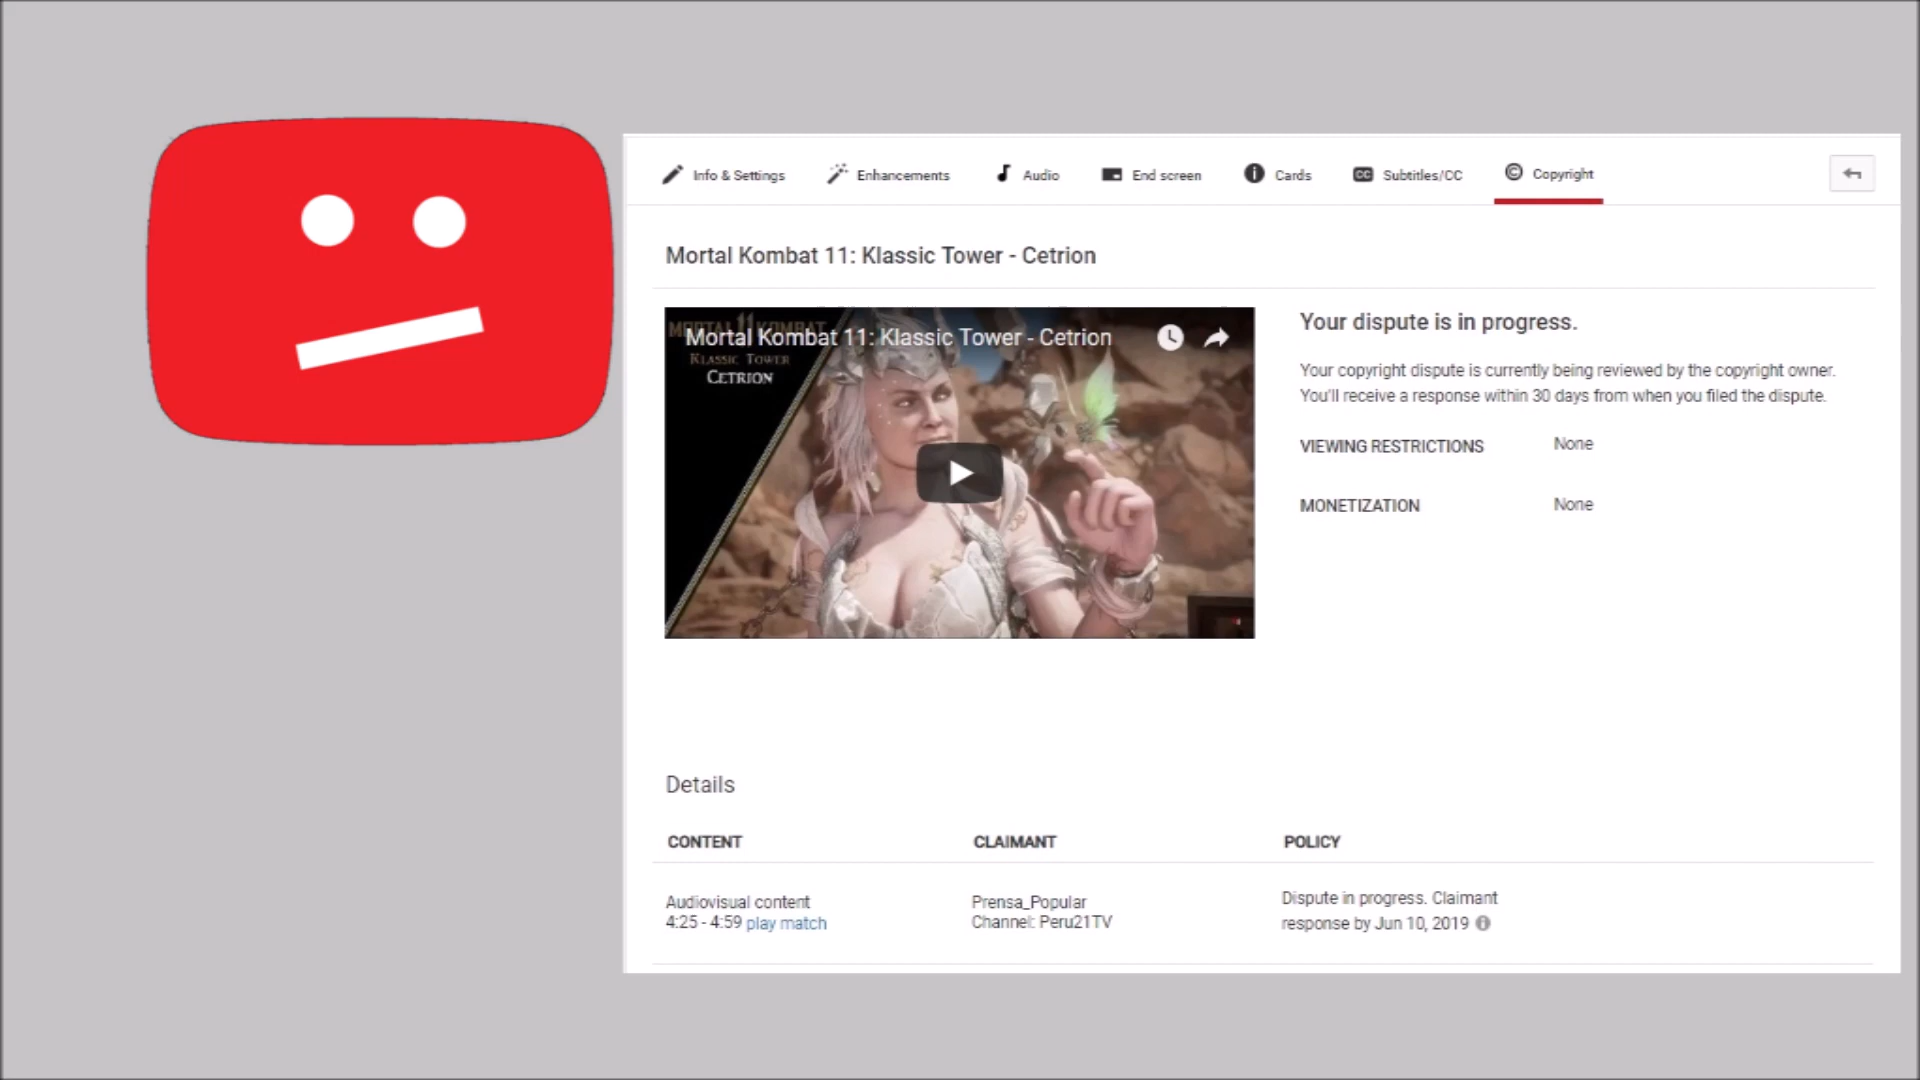 Info & Settings
Enhancements
Audio
End screen
Cards
CC Subtitles/CC
© Copyright
Mortal Kombat 11: Klassic Tower - Cetrion
MORTAL KOMBAT 11
Mortal Kombat 11: Klassic Tower - Cetrion
KLASSIC TOWER
CETRION
Your dispute is in progress.
Your copyright dispute is currently being reviewed by the copyright owner.
You'll receive a response within 30 days from when you filed the dispute.
VIEWING RESTRICTIONS None
MONETIZATION None
Details
CONTENT CLAIMANT POLICY
Audiovisual content
4:25 - 4:59 play match
Prensa_Popular
Channel: Peru21TV
Dispute in progress. Claimant
response by Jun 10, 2019